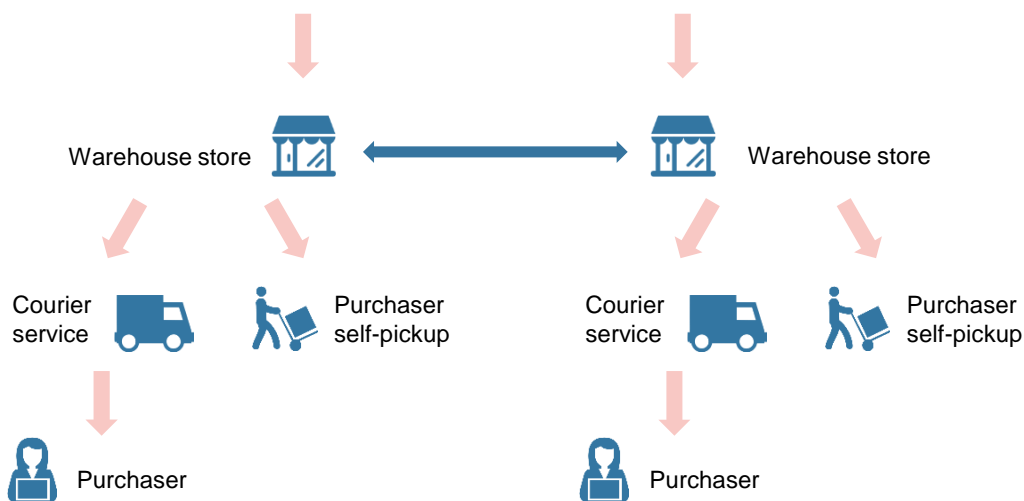 Warehouse store
Warehouse store
Courier
service
Purchaser
self-pickup
Courier
service
Purchaser
self-pickup
Purchaser
Purchaser